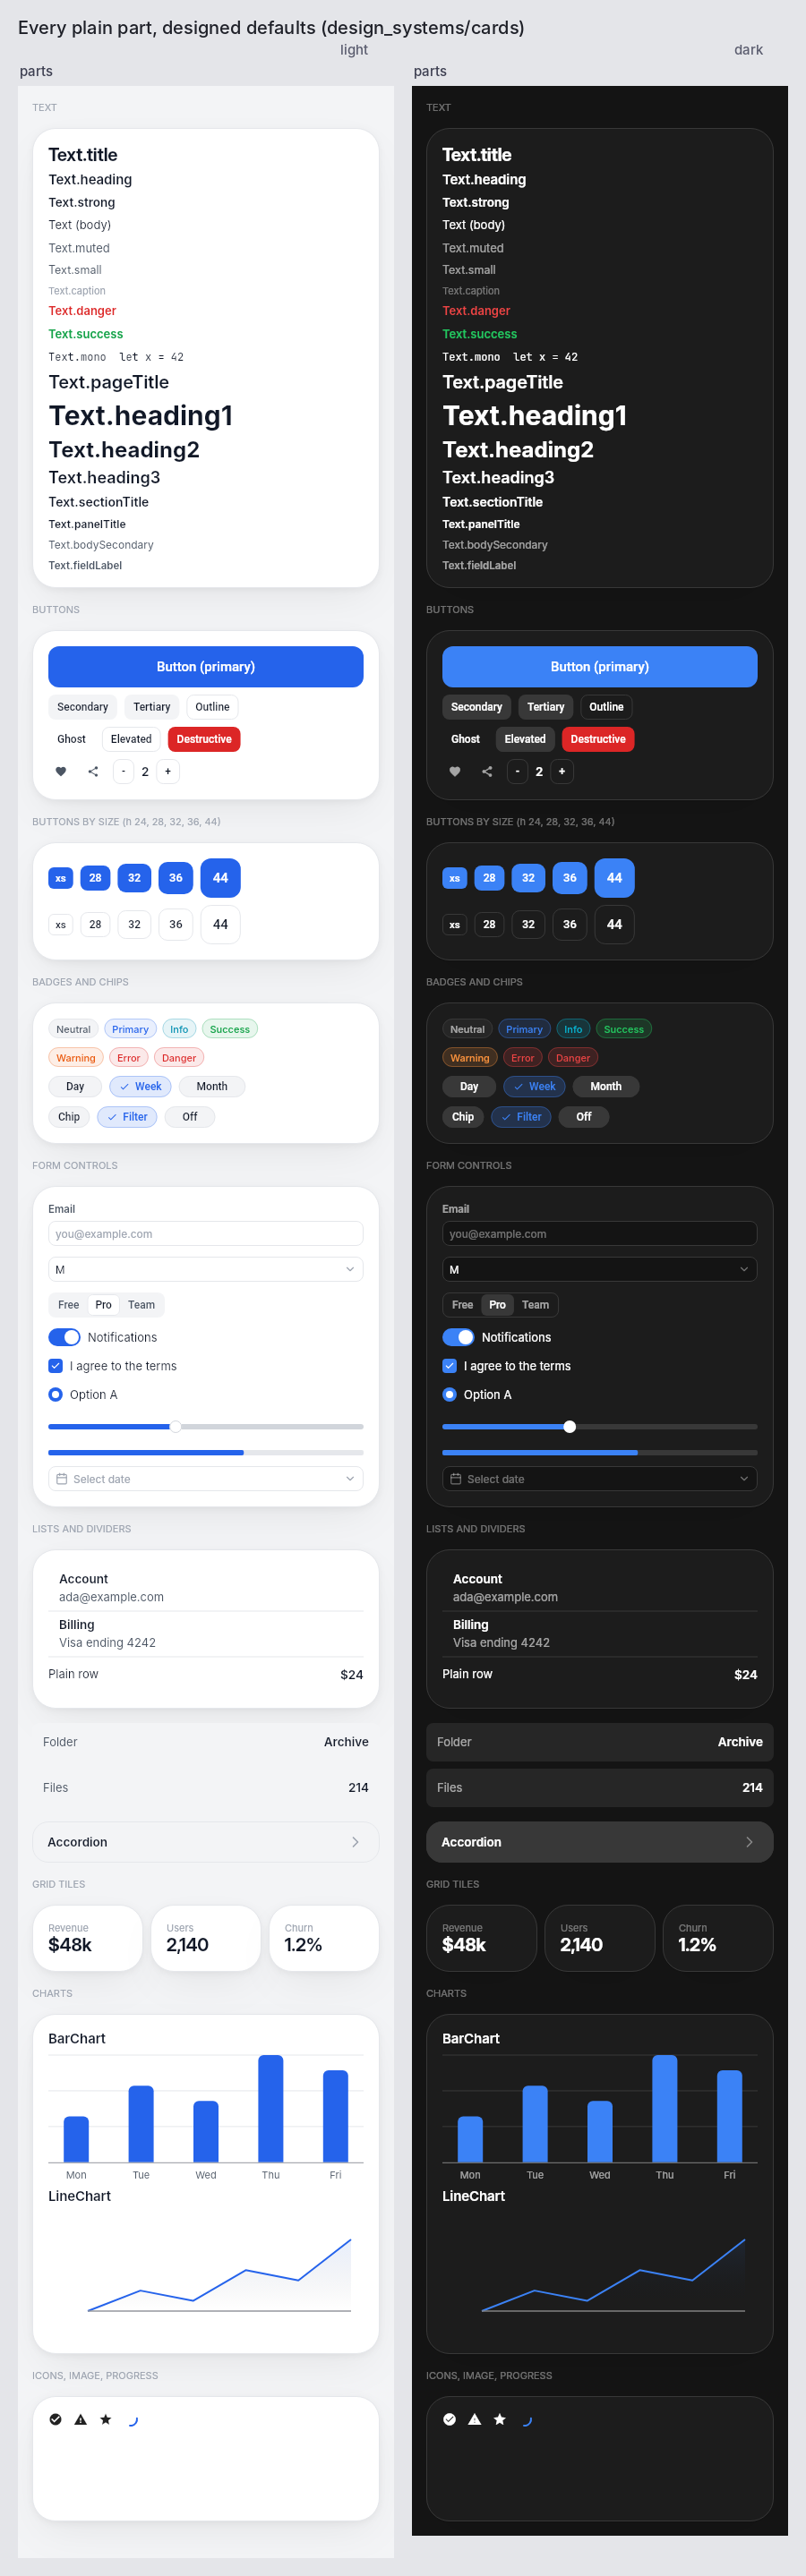 Every plain part, designed defaults (design_systems/cards)
light
dark
parts
parts
TEXT
Text.title
Text.heading
Text.strong
Text (body)
Text.muted
Text.small
Text.caption
Text.danger
Text.success
Text.mono  let x = 42
Text.pageTitle
Text.heading1
Text.heading2
Text.heading3
Text.sectionTitle
Text.panelTitle
Text.bodySecondary
Text.fieldLabel
BUTTONS
Button (primary)
Secondary Tertiary Outline
Ghost Elevated Destructive
- 2 +
BUTTONS BY SIZE (h 24, 28, 32, 36, 44)
xs 28 32 36 44
xs 28 32 36 44
BADGES AND CHIPS
Neutral Primary Info Success
Warning Error Danger
Day Week Month
Chip Filter Off
FORM CONTROLS
Email
you@example.com
M
Free Pro Team
Notifications
I agree to the terms
Option A
Select date
LISTS AND DIVIDERS
Account
ada@example.com
Billing
Visa ending 4242
Plain row $24
Folder Archive
Files 214
Accordion
GRID TILES
Revenue Users Churn
$48k 2,140 1.2%
CHARTS
BarChart
Mon Tue Wed Thu Fri
LineChart
ICONS, IMAGE, PROGRESS
TEXT
Text.title
Text.heading
Text.strong
Text (body)
Text.muted
Text.small
Text.caption
Text.danger
Text.success
Text.mono  let x = 42
Text.pageTitle
Text.heading1
Text.heading2
Text.heading3
Text.sectionTitle
Text.panelTitle
Text.bodySecondary
Text.fieldLabel
BUTTONS
Button (primary)
Secondary Tertiary Outline
Ghost Elevated Destructive
- 2 +
BUTTONS BY SIZE (h 24, 28, 32, 36, 44)
xs 28 32 36 44
xs 28 32 36 44
BADGES AND CHIPS
Neutral Primary Info Success
Warning Error Danger
Day Week Month
Chip Filter Off
FORM CONTROLS
Email
you@example.com
M
Free Pro Team
Notifications
I agree to the terms
Option A
Select date
LISTS AND DIVIDERS
Account
ada@example.com
Billing
Visa ending 4242
Plain row $24
Folder Archive
Files 214
Accordion
GRID TILES
Revenue Users Churn
$48k 2,140 1.2%
CHARTS
BarChart
Mon Tue Wed Thu Fri
LineChart
ICONS, IMAGE, PROGRESS